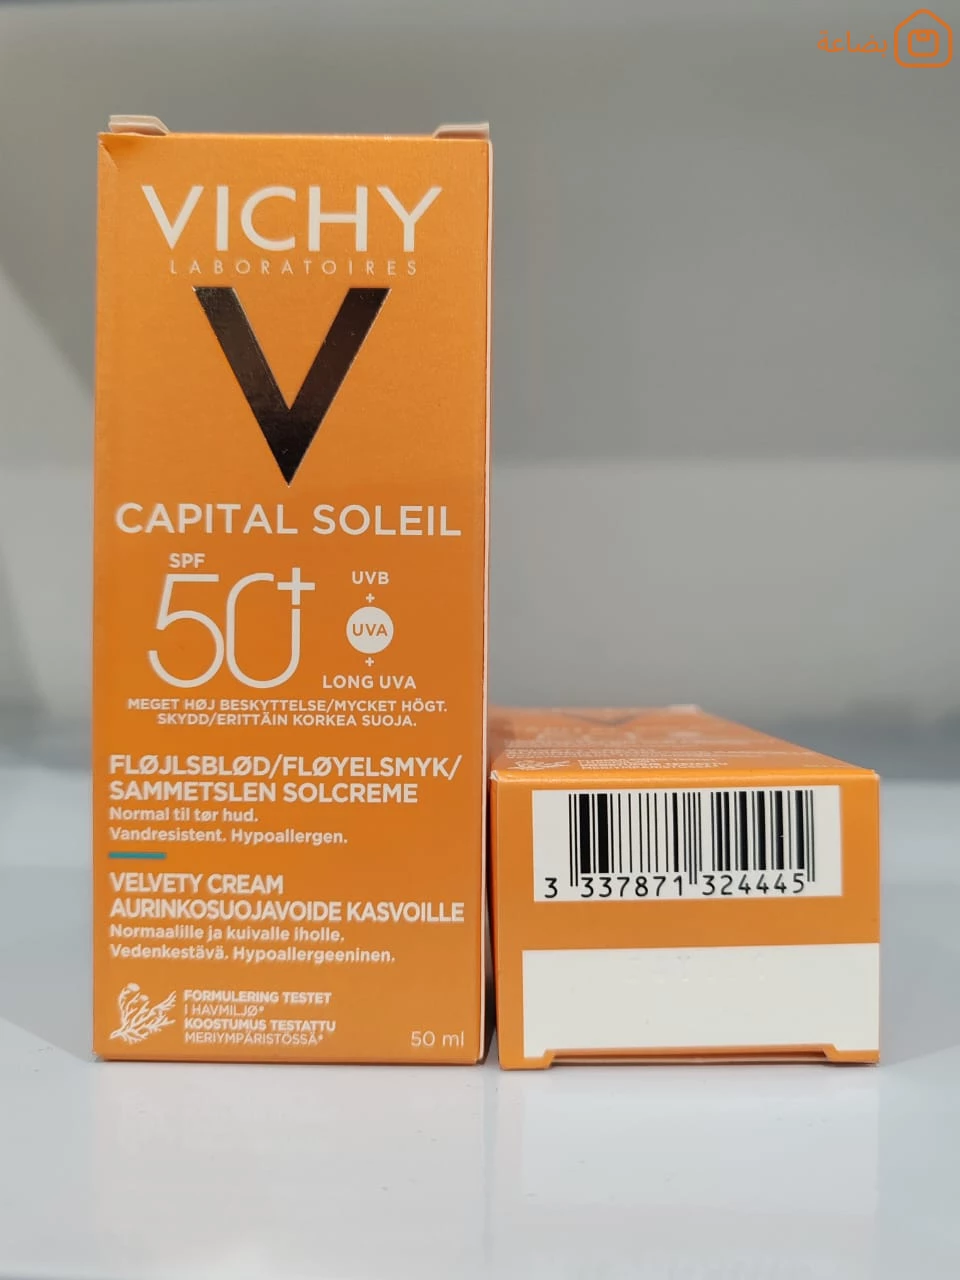 بضاعة
VICHY
LABORATOIRES
CAPITAL SOLEIL
SPF
50+
UVB
+
UVA
+
LONG UVA
MEGET HØJ BESKYTTELSE/MYCKET HÖGT.
SKYDD/ERITTÄIN KORKEA SUOJA.
FLØJLSBLØD/FLØYELSMYK/
SAMMETSLEN SOLCREME
Normal til tør hud.
Vandresistent. Hypoallergen.
VELVETY CREAM
AURINKOSUOJAVOIDE KASVOILLE
Normaalille ja kuivalle iholle.
Vedenkestävä. Hypoallergeeninen.
FORMULERING TESTET
I HAVMILJØ*
KOOSTUMUS TESTATTU
MERIYMPÄRISTÖSSÄ*
50 ml
3 337871 324445